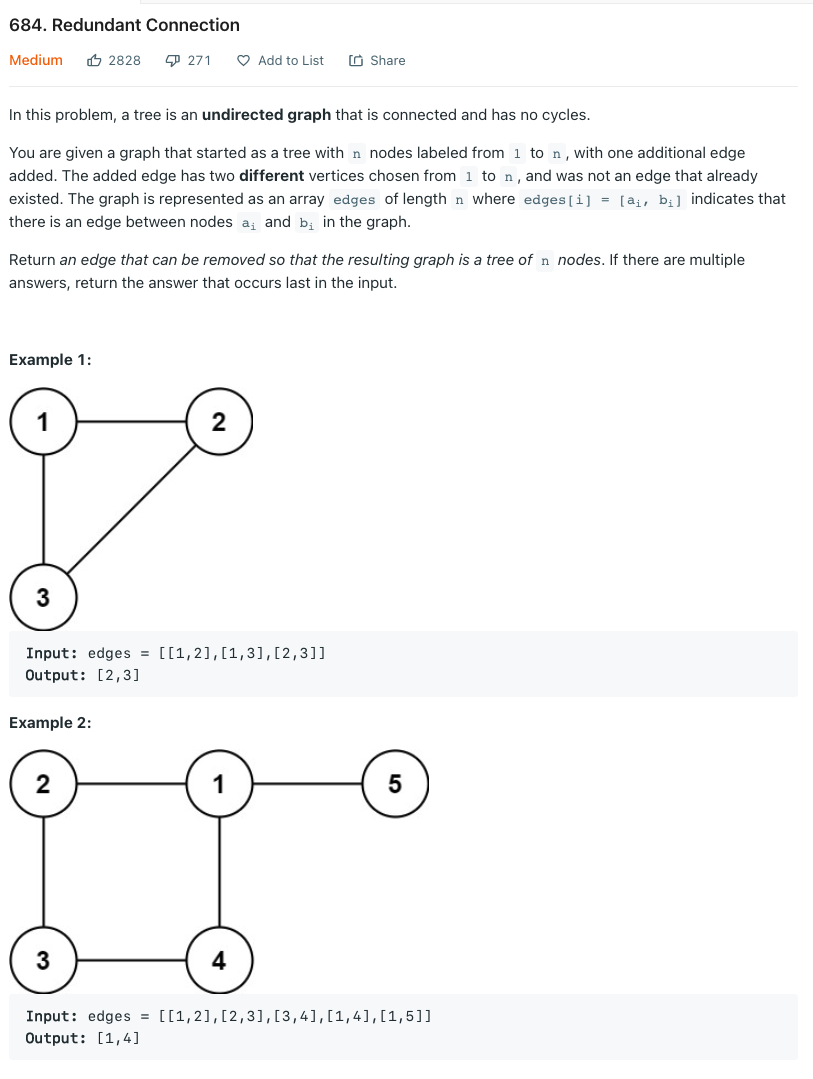 684. Redundant Connection
Medium 2828 271 Add to List Share
In this problem, a tree is an undirected graph that is connected and has no cycles.
You are given a graph that started as a tree with n nodes labeled from 1 to n, with one additional edge
added. The added edge has two different vertices chosen from 1 to n, and was not an edge that already
existed. The graph is represented as an array edges of length n where edges[i] = [aᵢ, bᵢ] indicates that
there is an edge between nodes aᵢ and bᵢ in the graph.
Return an edge that can be removed so that the resulting graph is a tree of n nodes. If there are multiple
answers, return the answer that occurs last in the input.
Example 1:
1 2
3
Input: edges = [[1,2],[1,3],[2,3]]
Output: [2,3]
Example 2:
2 1 5
3 4
Input: edges = [[1,2],[2,3],[3,4],[1,4],[1,5]]
Output: [1,4]